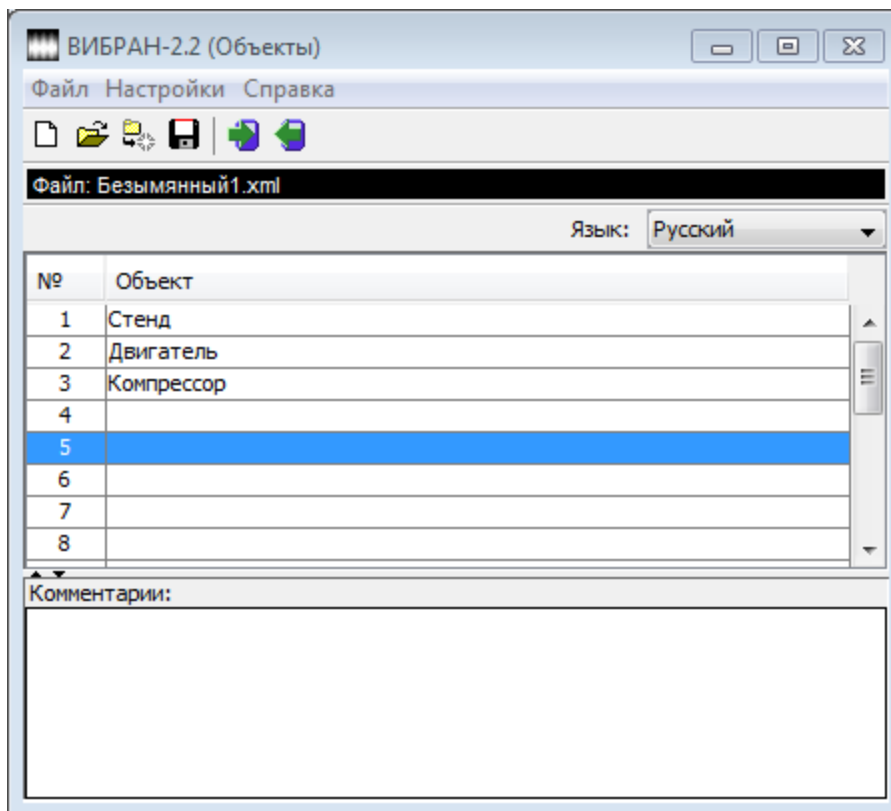 ВИБРАН-2.2 (Объекты)
Файл Настройки Справка
Файл: Безымянный1.xml
Язык: Русский
№ Объект
1 Стенд
2 Двигатель
3 Компрессор
4
5
6
7
8
Комментарии: